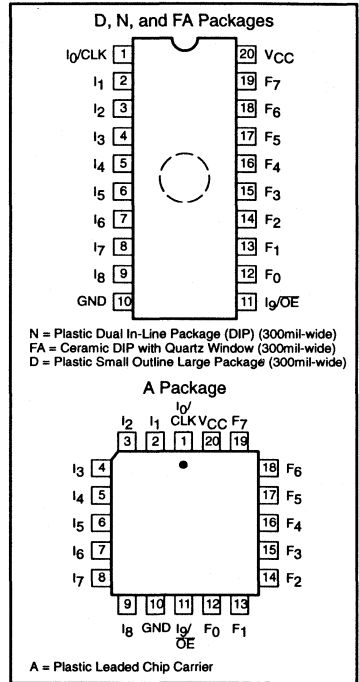 D, N, and FA Packages
I0/CLK 1 20 VCC
I1 2 19 F7
I2 3 18 F6
I3 4 17 F5
I4 5 16 F4
I5 6 15 F3
I6 7 14 F2
I7 8 13 F1
I8 9 12 F0
GND 10 11 I9/OE
N = Plastic Dual In-Line Package (DIP) (300mil-wide)
FA = Ceramic DIP with Quartz Window (300mil-wide)
D = Plastic Small Outline Large Package (300mil-wide)
A Package
I0/
I2 I1 CLK VCC F7
3 2 1 20 19
I3 4 18 F6
I4 5 17 F5
I5 6 16 F4
I6 7 15 F3
I7 8 14 F2
9 10 11 12 13
I8 GND I9/ F0 F1
OE
A = Plastic Leaded Chip Carrier